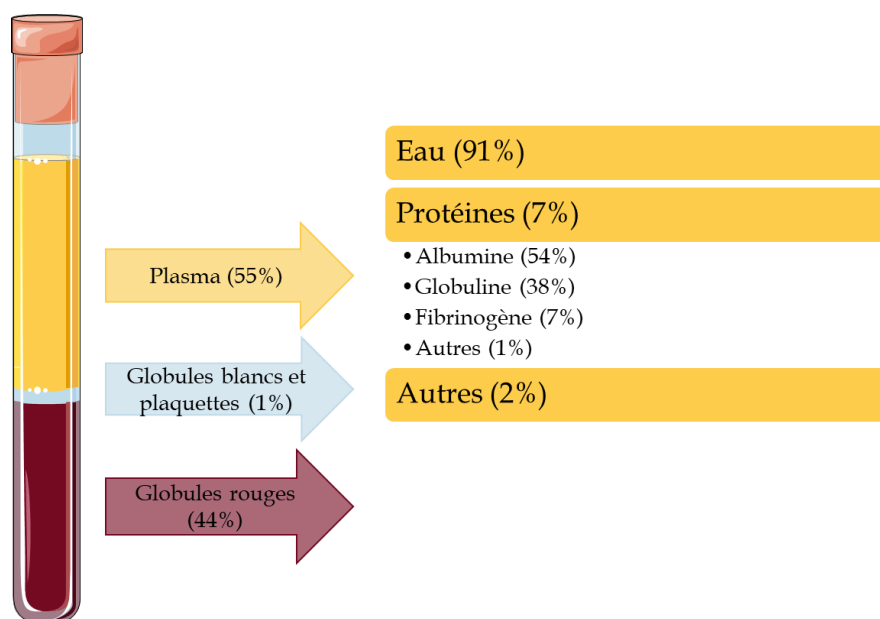 Eau (91%)
Protéines (7%)
•Albumine (54%)
•Globuline (38%)
•Fibrinogène (7%)
•Autres (1%)
Autres (2%)
Plasma (55%)
Globules blancs et
plaquettes (1%)
Globules rouges
(44%)